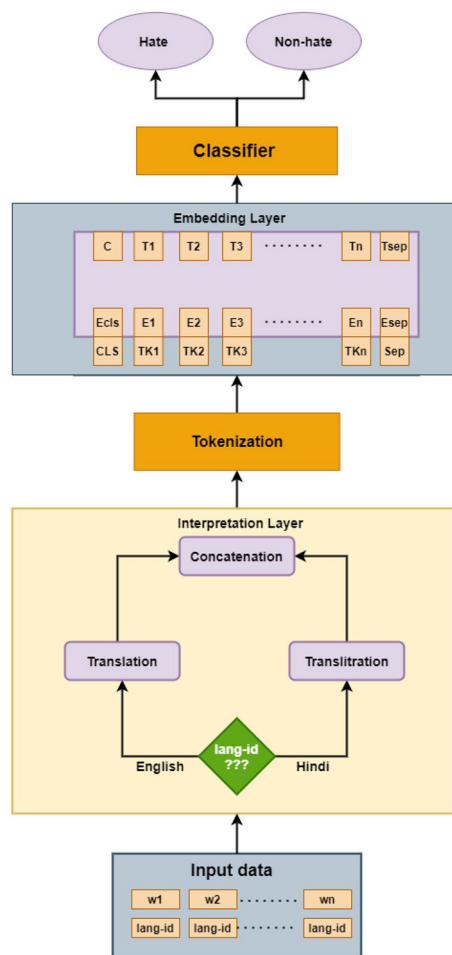 Hate Non-hate
Classifier
Embedding Layer
C T1 T2 T3 ········ Tn Tsep
Ecls E1 E2 E3 ········ En Esep
CLS TK1 TK2 TK3 TKn Sep
Tokenization
Interpretation Layer
Concatenation
Translation Translitration
lang-id
???
English Hindi
Input data
w1 w2 ········ wn
lang-id lang-id ········ lang-id